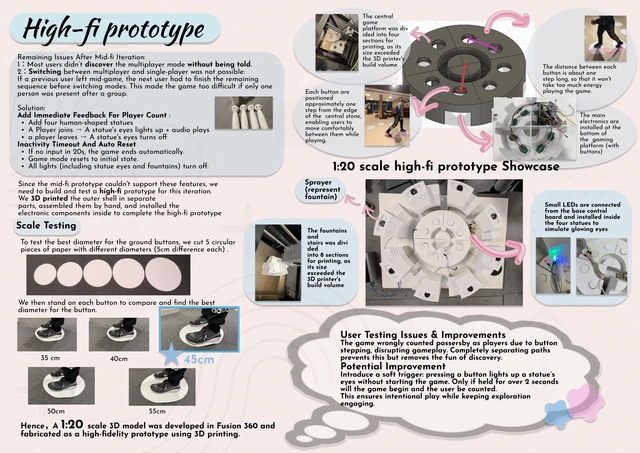 High-fi prototype
Remaining Issues After Mid-fi Iteration:
1：Most users didn't discover the multiplayer mode without being told.
2：Switching between multiplayer and single-player was not possible:
If a previous user left mid-game, the next user had to finish the remaining
sequence before switching modes. This made the game too difficult if only one
person was present after a group.
Solution:
Add Immediate Feedback For Player Count :
• Add four human-shaped statues
• A Player joins → A statue's eyes lights up + audio plays
• a player leaves → A statue's eyes turns off
Inactivity Timeout And Auto Reset
• If no input in 20s, the game ends automatically.
• Game mode resets to initial state.
• All lights (including statue eyes and fountains) turn off.
Since the mid-fi prototype couldn't support these features, we
need to build and test a high-fi prototype for this iteration.
We 3D printed the outer shell in separate
parts, assembled them by hand, and installed the
electronic components inside to complete the high-fi prototype
Scale Testing
To test the best diameter for the ground buttons, we cut 5 circular
pieces of paper with different diameters (5cm difference each) .
We then stand on each button to compare and find the best
diameter for the button.
35 cm
40cm
45cm
50cm
55cm
Hence，A 1:20 scale 3D model was developed in Fusion 360 and
fabricated as a high-fidelity prototype using 3D printing.
The central
game
platform was div
ided into four
sections for
printing, as its
size exceeded
the 3D printer's
build volume.
Each button are
positioned
approximately one
step from the edge
of the central stone,
enabling users to
move comfortably
between them while
playing.
The distance between each
button is about one
step long, so it won't
take too much energy
playing the game.
The main
electronics are
installed at the
bottom of
the gaming
platform (with
buttons)
1:20 scale high-fi prototype Showcase
Sprayer
(represent
fountain)
The fountains
and
stairs was divi
ded
into 8 sections
for printing, as
its size
exceeded the
3D printer's
build volume
Small LEDs are connected
from the base control
board and installed inside
the four statues to
simulate glowing eyes
User Testing Issues & Improvements
The game wrongly counted passersby as players due to button
stepping, disrupting gameplay. Completely separating paths
prevents this but removes the fun of discovery.
Potential Improvement
Introduce a soft trigger: pressing a button lights up a statue's
eyes without starting the game. Only if held for over 2 seconds
will the game begin and the user be counted.
This ensures intentional play while keeping exploration
engaging.